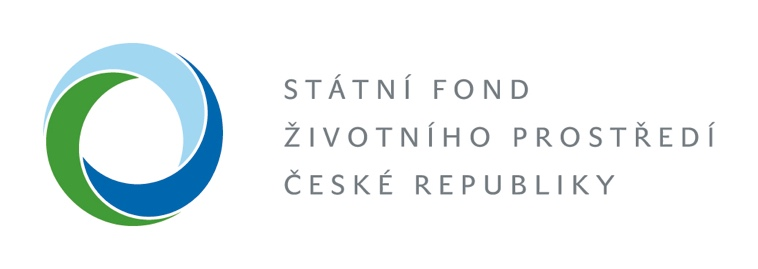 STÁTNÍ FOND
ŽIVOTNÍHO PROSTŘEDÍ
ČESKÉ REPUBLIKY